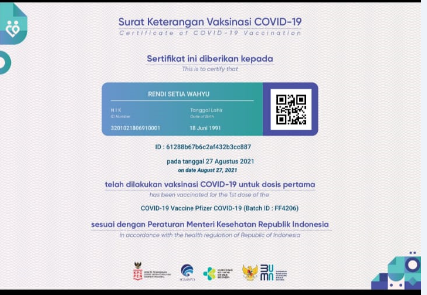 Surat Keterangan Vaksinasi COVID-19
Certificate of COVID-19 Vaccination
Sertifikat ini diberikan kepada
This is to certify that
RENDI SETIA WAHYU
NIK Tanggal Lahir
ID Number Date of Birth
3201021806910001 18 Juni 1991
ID : 61288b67b6c2ef432b3cc887
pada tanggal 27 Agustus 2021
on date August 27, 2021
telah dilakukan vaksinasi COVID-19 untuk dosis pertama
has been vaccinated for the 1st dose of the
COVID-19 Vaccine Pfizer COVID-19 (Batch ID : FF4206)
sesuai dengan Peraturan Menteri Kesehatan Republik Indonesia
in accordance with the health regulation of Republic of Indonesia